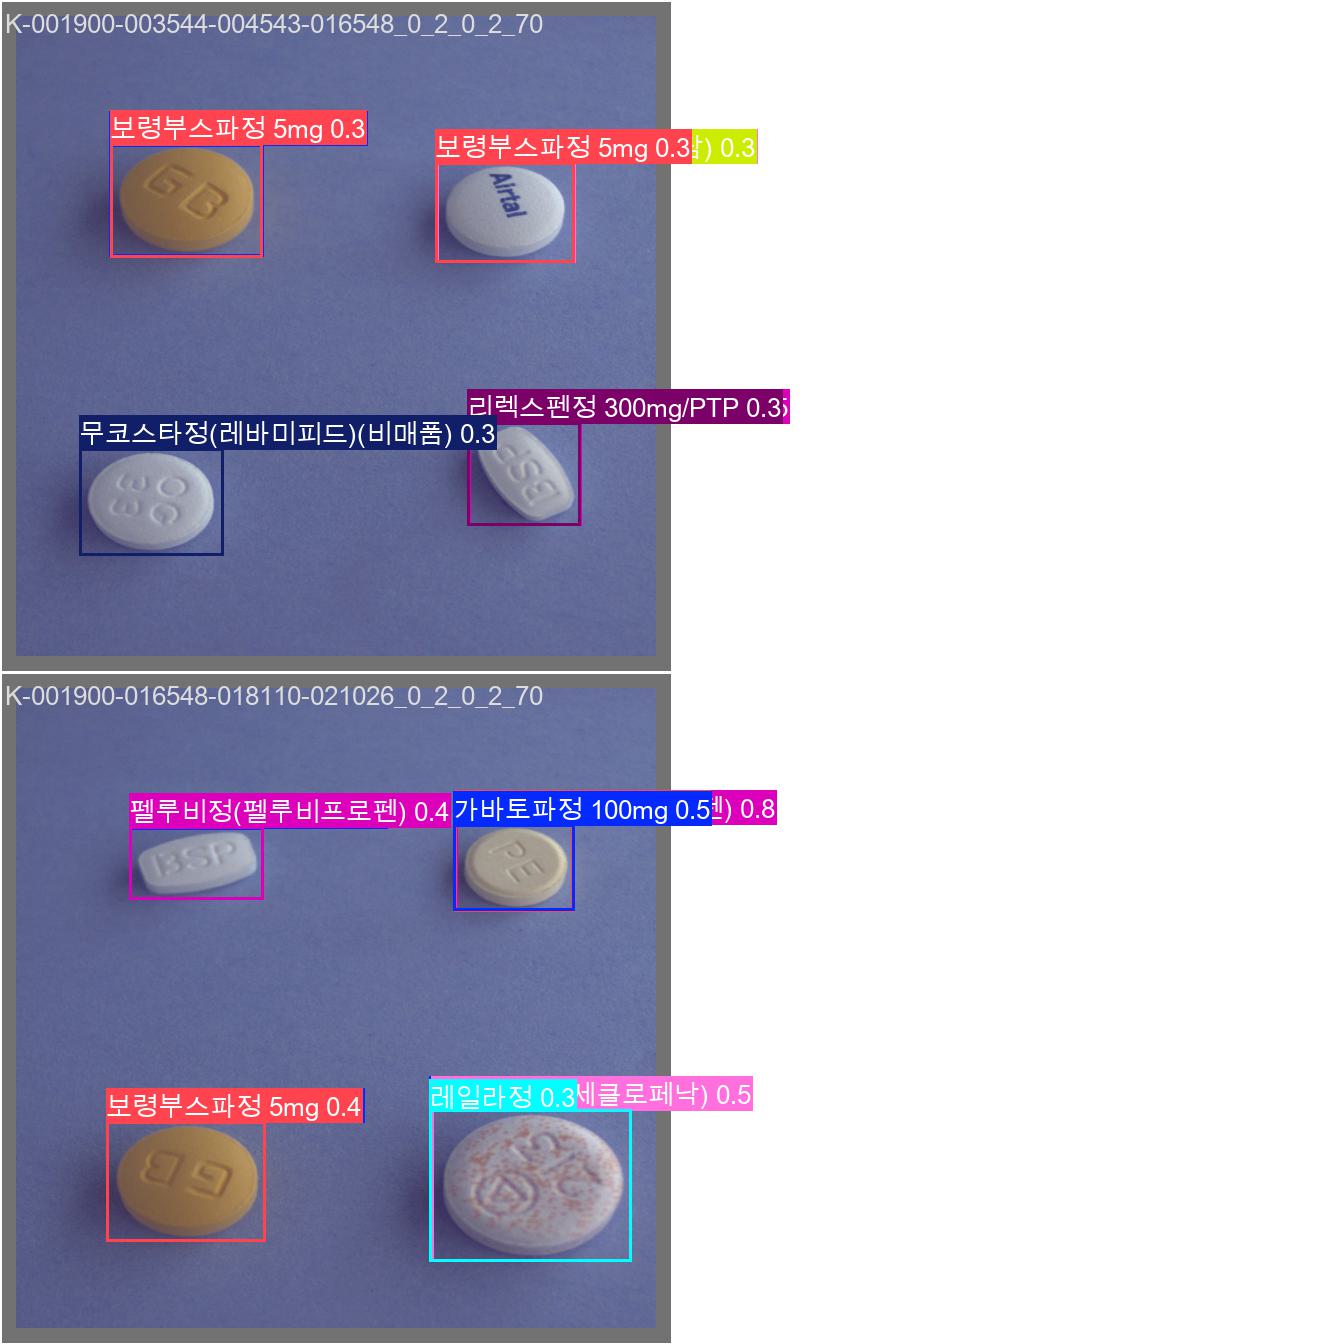 K-001900-003544-004543-016548_0_2_0_2_70
보령부스파정 5mg 0.3
보령부스파정 5mg 0.3
) 0.3
GB
Airtal
리렉스펜정 300mg/PTP 0.3
무코스타정(레바미피드)(비매품) 0.3
BSP
OG
33
K-001900-016548-018110-021026_0_2_0_2_70
펠루비정(펠루비프로펜) 0.4
가바토파정 100mg 0.5
) 0.8
BSP
PE
보령부스파정 5mg 0.4
레일라정 0.3
세클로페낙) 0.5
GB